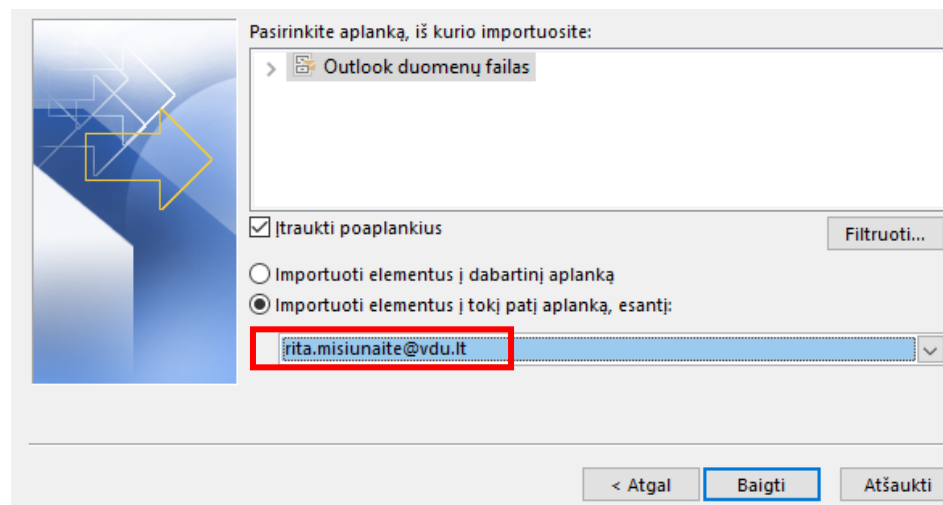 Pasirinkite aplanką, iš kurio importuosite:
Outlook duomenų failas
Įtraukti poaplankius
Filtruoti...
Importuoti elementus į dabartinį aplanką
Importuoti elementus į tokį patį aplanką, esantį:
rita.misiunaite@vdu.lt
< Atgal
Baigti
Atšaukti